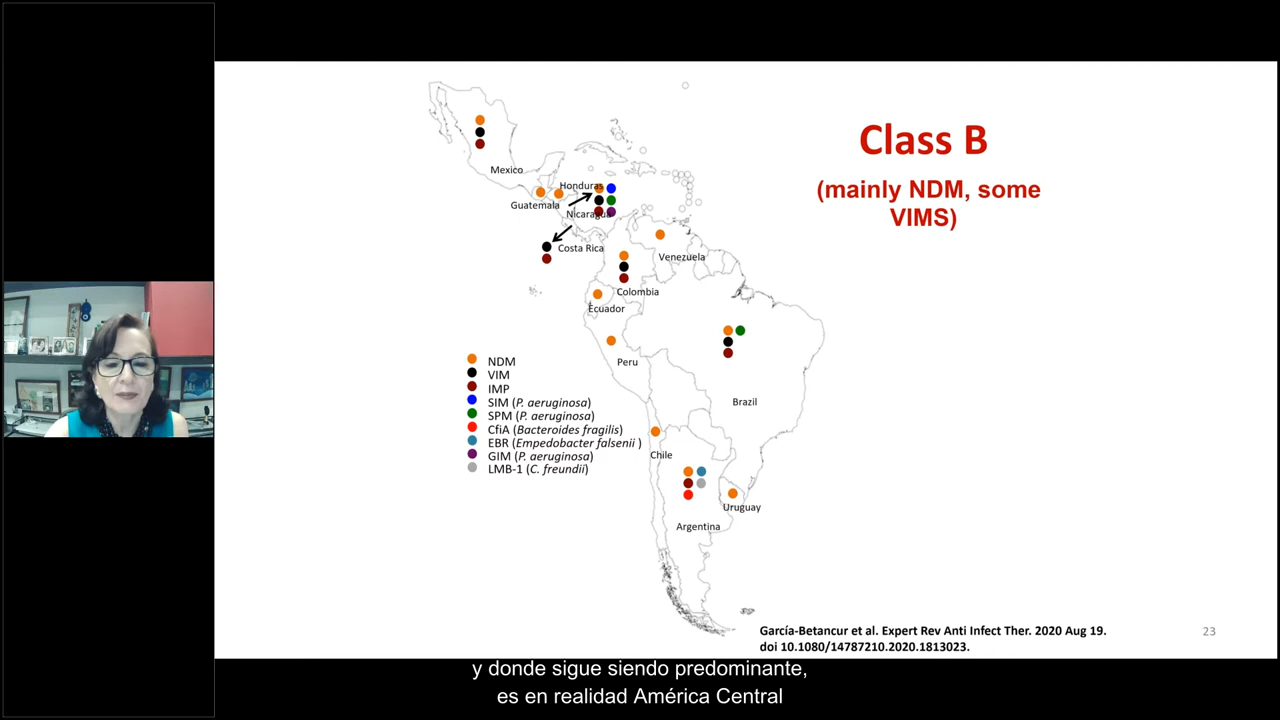 Class B
(mainly NDM, some
VIMS)
Mexico
Honduras
Guatemala
Nicaragua
Costa Rica
Venezuela
Colombia
Ecuador
Peru
Brazil
Chile
Uruguay
Argentina
NDM
VIM
IMP
SIM (P. aeruginosa)
SPM (P. aeruginosa)
CfiA (Bacteroides fragilis)
EBR (Empedobacter falsenii )
GIM (P. aeruginosa)
LMB-1 (C. freundii)
García-Betancur et al. Expert Rev Anti Infect Ther. 2020 Aug 19.
doi 10.1080/14787210.2020.1813023.
23
y donde sigue siendo predominante,
es en realidad América Central